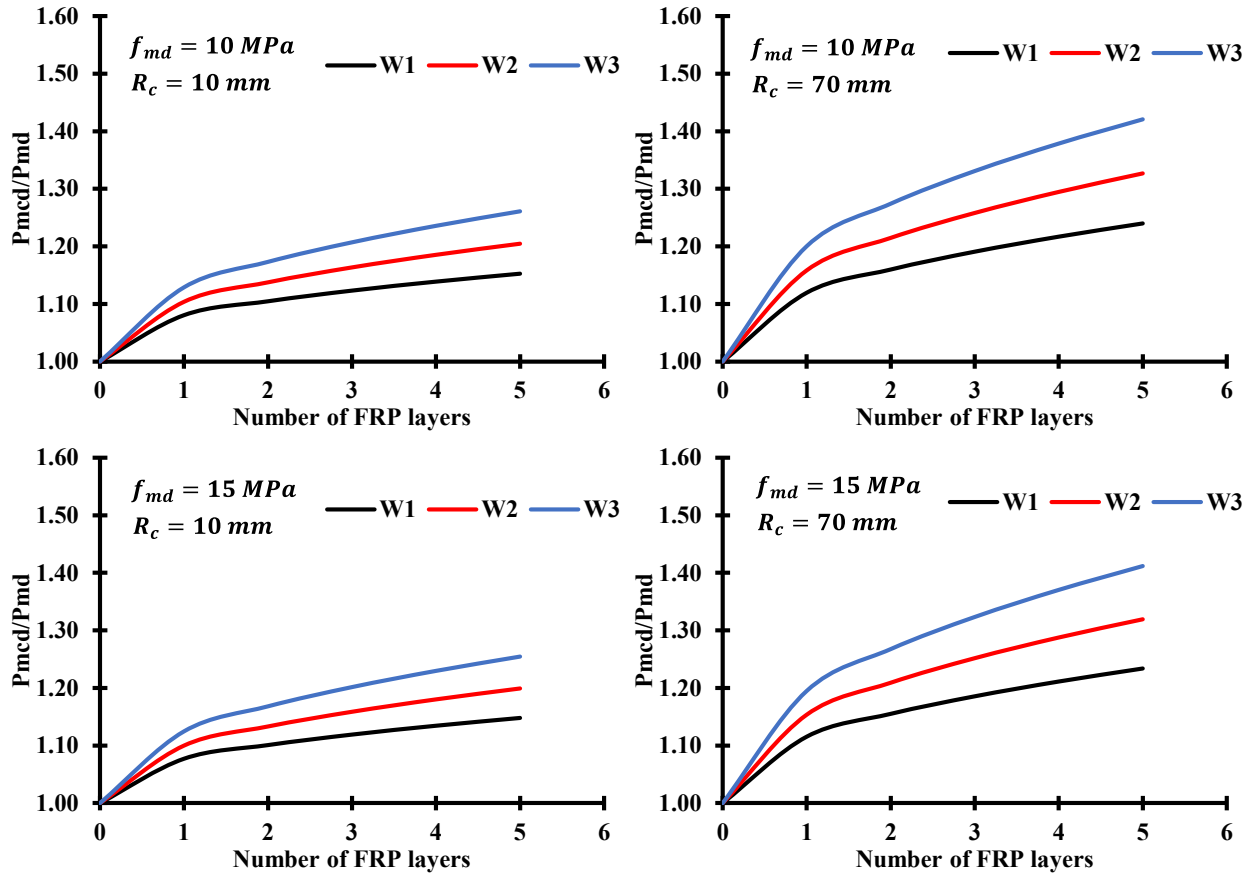 1.60
1.50
1.40
1.30
1.20
1.10
1.00
Pmcd/Pmd
f_md = 10 MPa
R_c = 10 mm
W1 W2 W3
0 1 2 3 4 5 6
Number of FRP layers
1.60
1.50
1.40
1.30
1.20
1.10
1.00
Pmcd/Pmd
f_md = 10 MPa
R_c = 70 mm
W1 W2 W3
0 1 2 3 4 5 6
Number of FRP layers
1.60
1.50
1.40
1.30
1.20
1.10
1.00
Pmcd/Pmd
f_md = 15 MPa
R_c = 10 mm
W1 W2 W3
0 1 2 3 4 5 6
Number of FRP layers
1.60
1.50
1.40
1.30
1.20
1.10
1.00
Pmcd/Pmd
f_md = 15 MPa
R_c = 70 mm
W1 W2 W3
0 1 2 3 4 5 6
Number of FRP layers